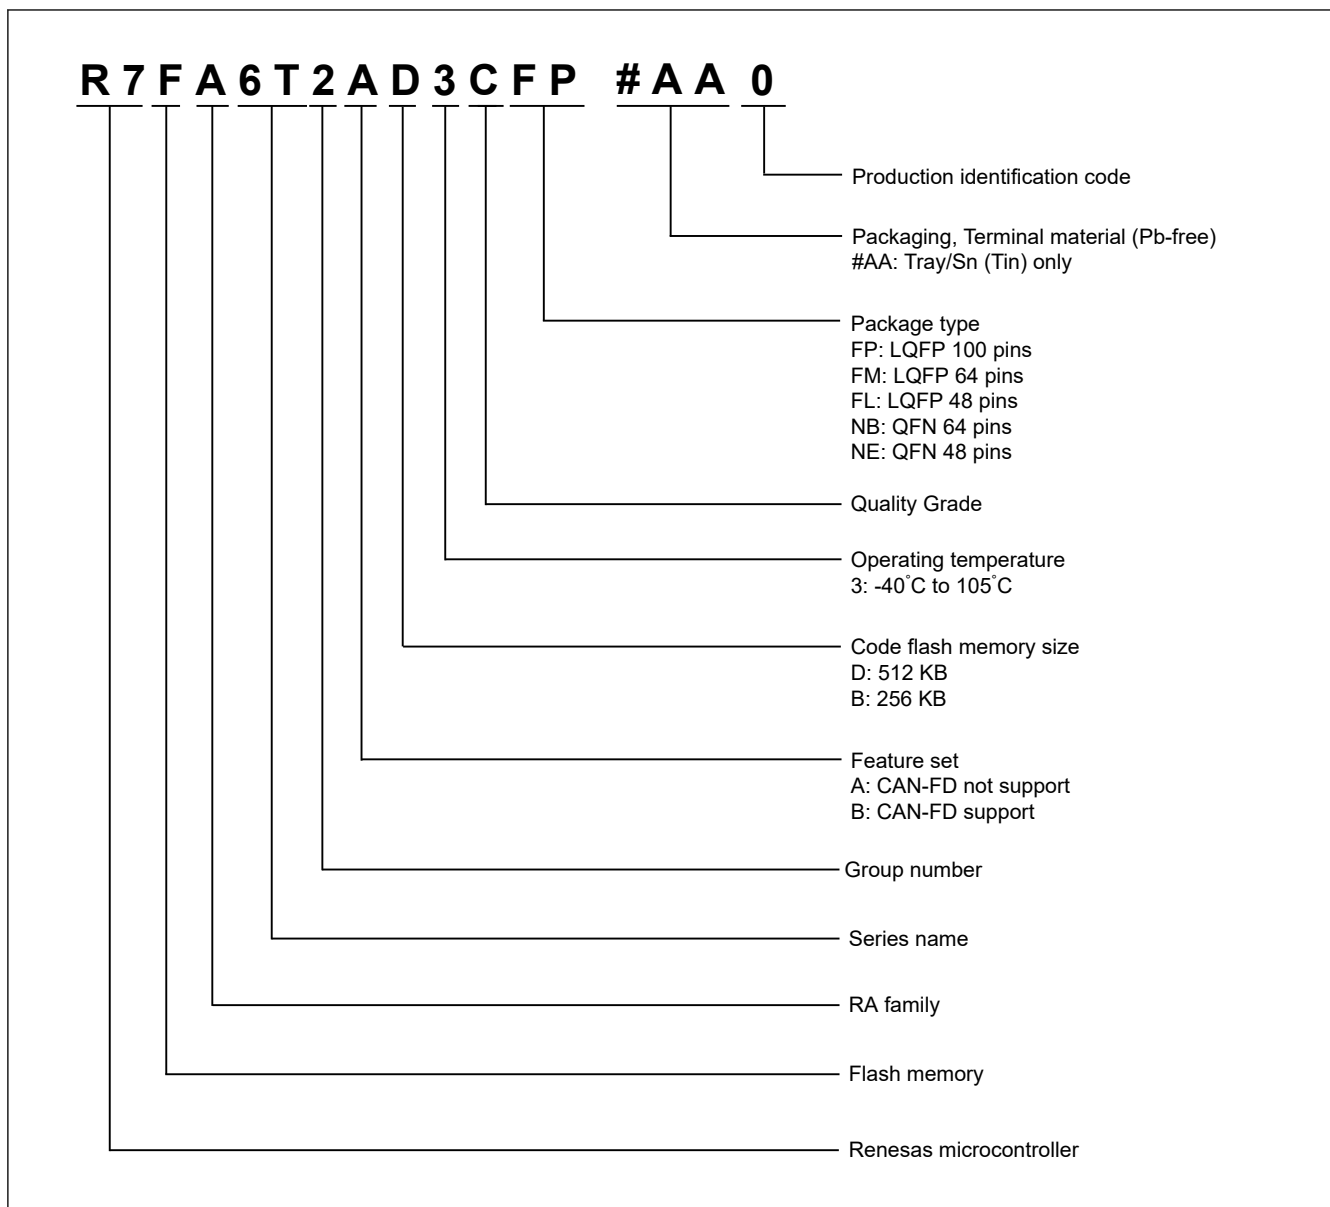 R7FA6T2AD3CFP #AA0
Production identification code
Packaging, Terminal material (Pb-free)
#AA: Tray/Sn (Tin) only
Package type
FP: LQFP 100 pins
FM: LQFP 64 pins
FL: LQFP 48 pins
NB: QFN 64 pins
NE: QFN 48 pins
Quality Grade
Operating temperature
3: -40°C to 105°C
Code flash memory size
D: 512 KB
B: 256 KB
Feature set
A: CAN-FD not support
B: CAN-FD support
Group number
Series name
RA family
Flash memory
Renesas microcontroller